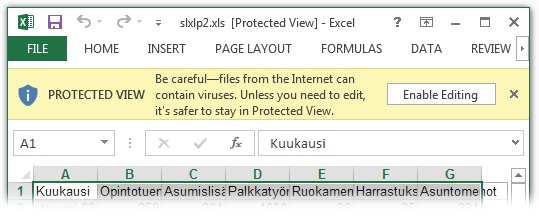 slxlp2.xls [Protected View] - Excel
FILE HOME INSERT PAGE LAYOUT FORMULAS DATA REVIEW
PROTECTED VIEW Be careful—files from the Internet can contain viruses. Unless you need to edit, it's safer to stay in Protected View. Enable Editing
A1 fx Kuukausi
A B C D E F G
1 Kuukausi Opintotuen Asumislisä Palkkatyön Ruokamen Harrastuks Asuntomenot